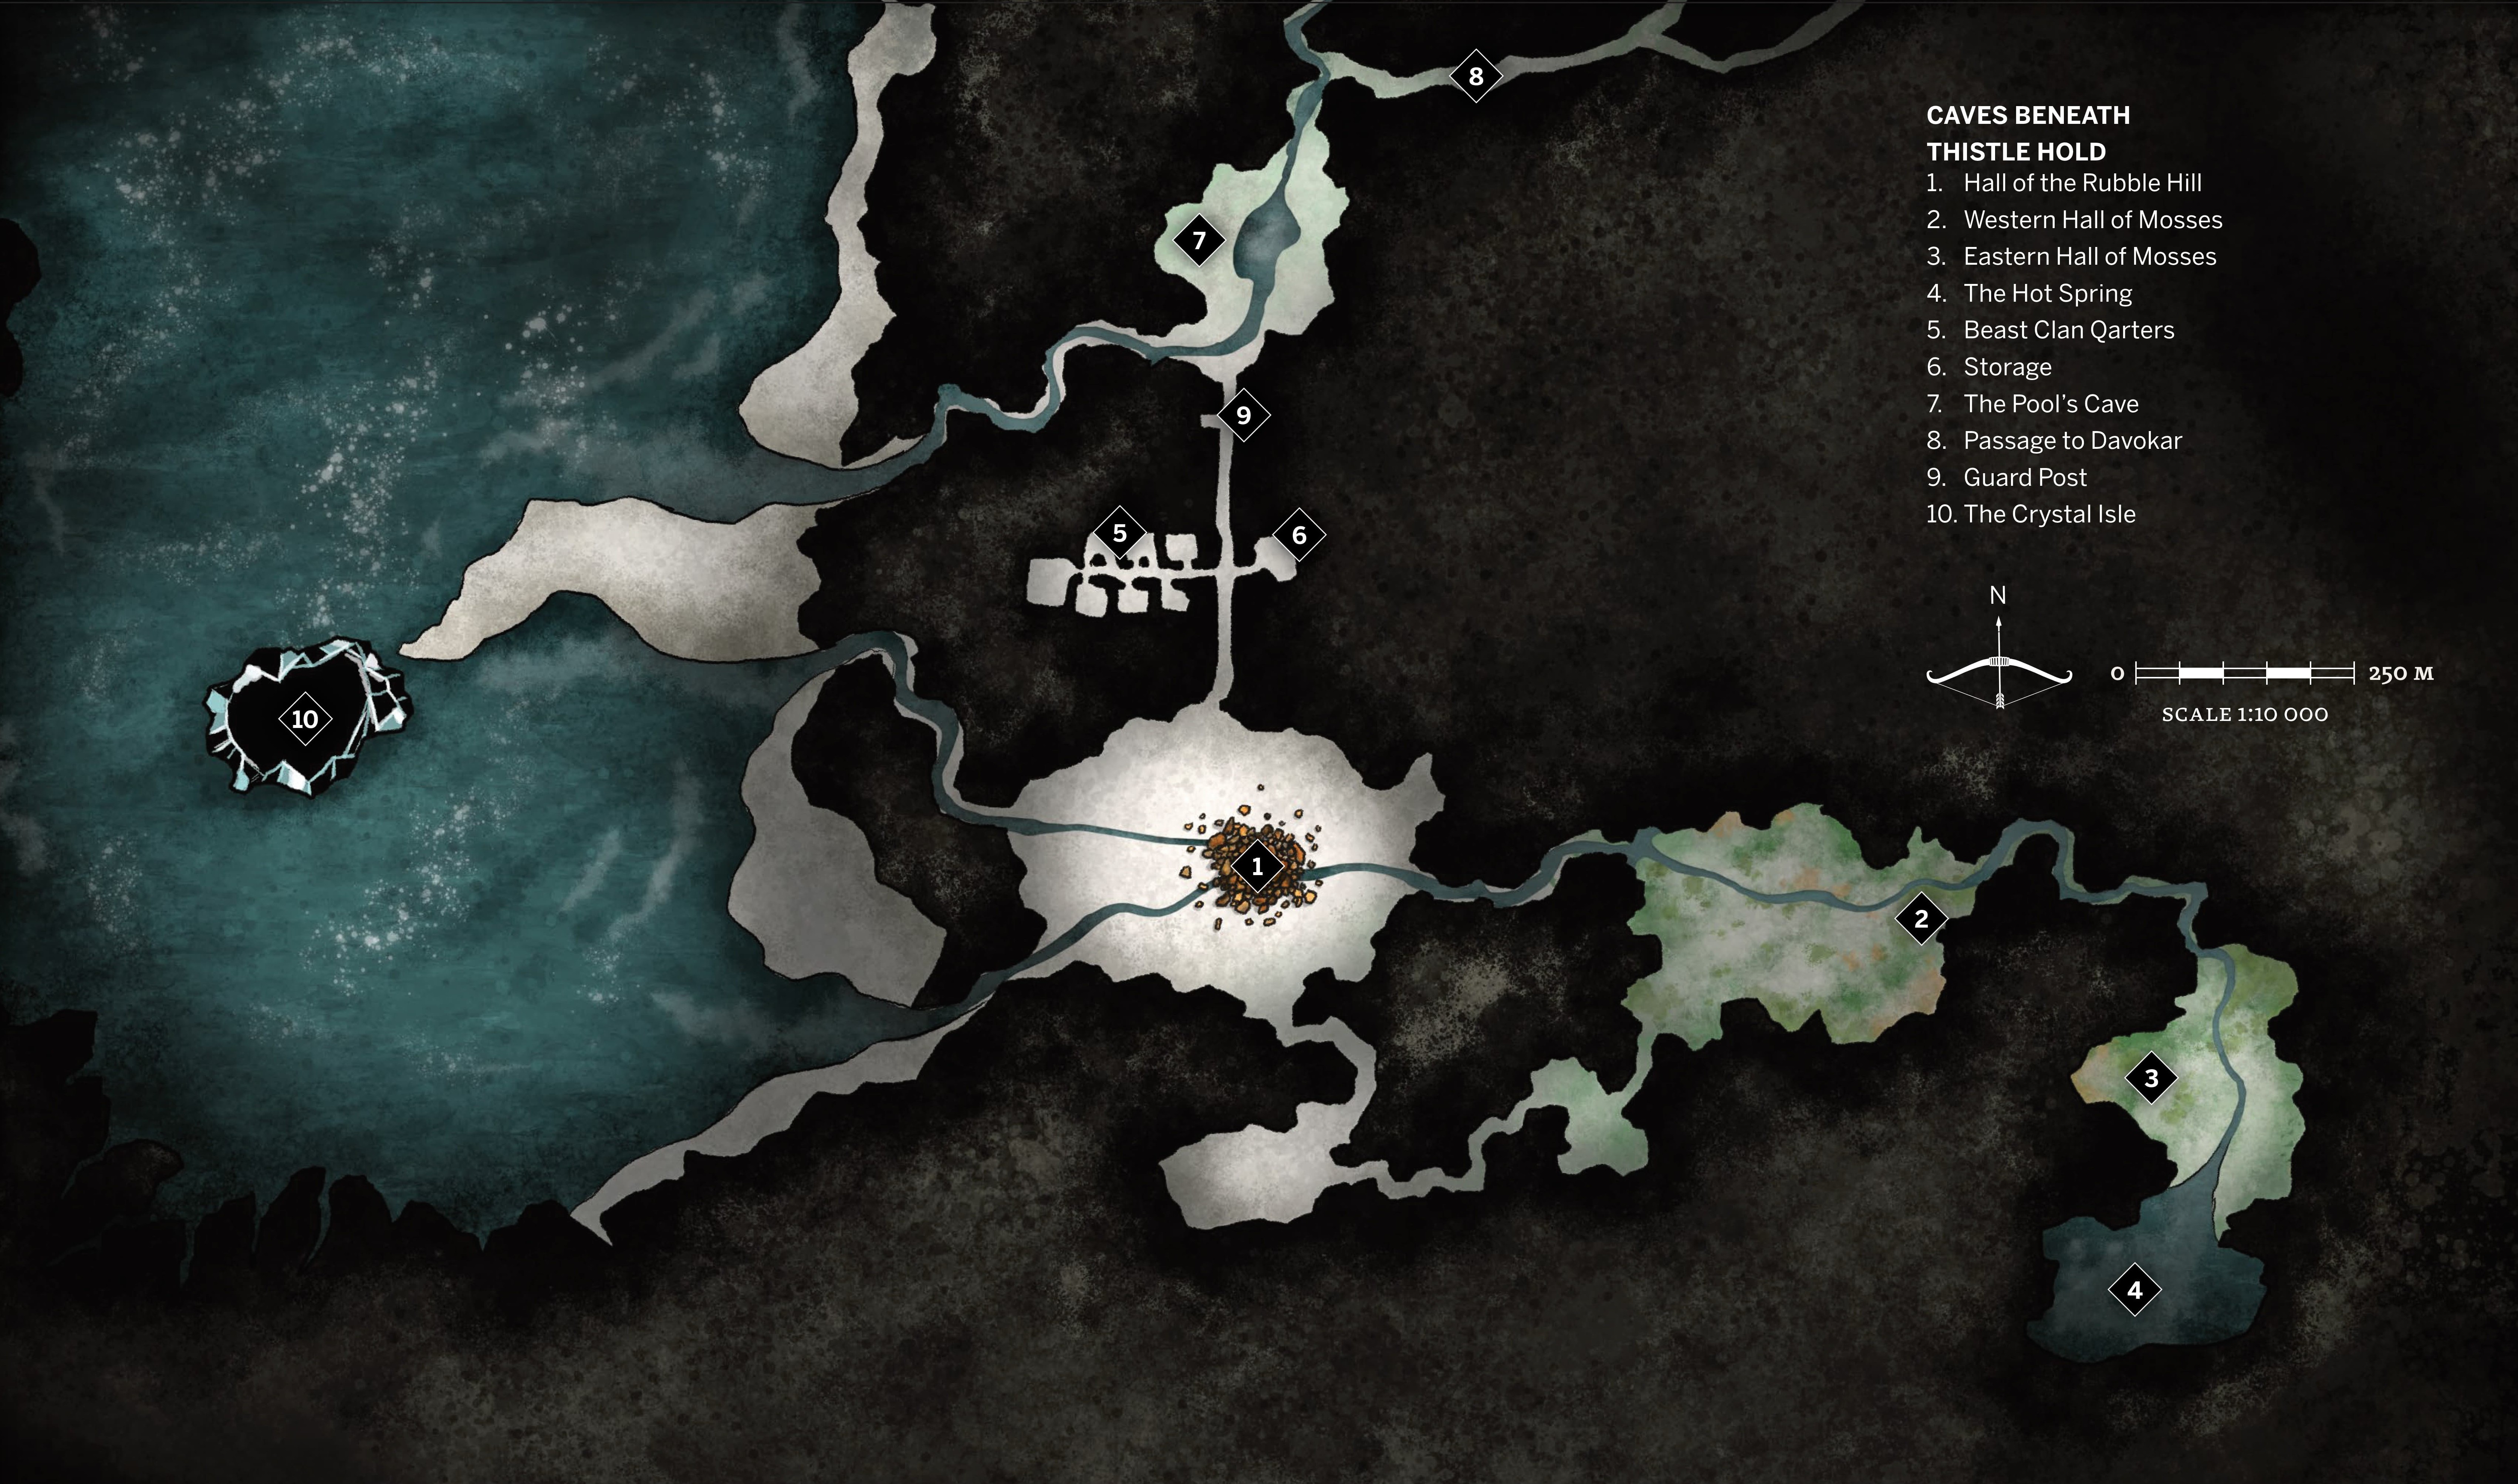 8
CAVES BENEATH
THISTLE HOLD
1. Hall of the Rubble Hill
2. Western Hall of Mosses
3. Eastern Hall of Mosses
4. The Hot Spring
5. Beast Clan Qarters
6. Storage
7. The Pool's Cave
8. Passage to Davokar
9. Guard Post
10. The Crystal Isle
7
9
5
6
N
0 250 M
SCALE 1:10 000
10
1
2
3
4